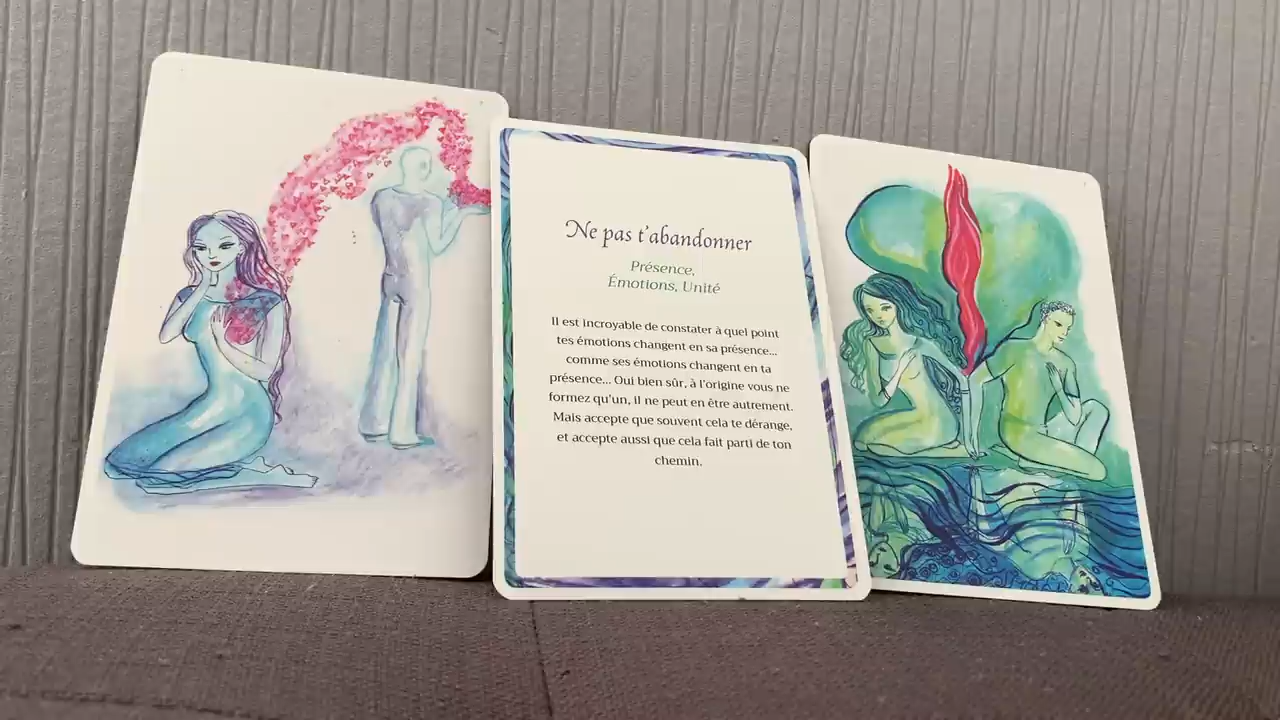 Ne pas t'abandonner
Présence,
Émotions, Unité
Il est incroyable de constater à quel point
tes émotions changent en sa présence...
comme ses émotions changent en ta
présence... Oui bien sûr, à l'origine vous ne
formez qu'un, il ne peut en être autrement.
Mais accepte que souvent cela te dérange,
et accepte aussi que cela fait parti de ton
chemin.